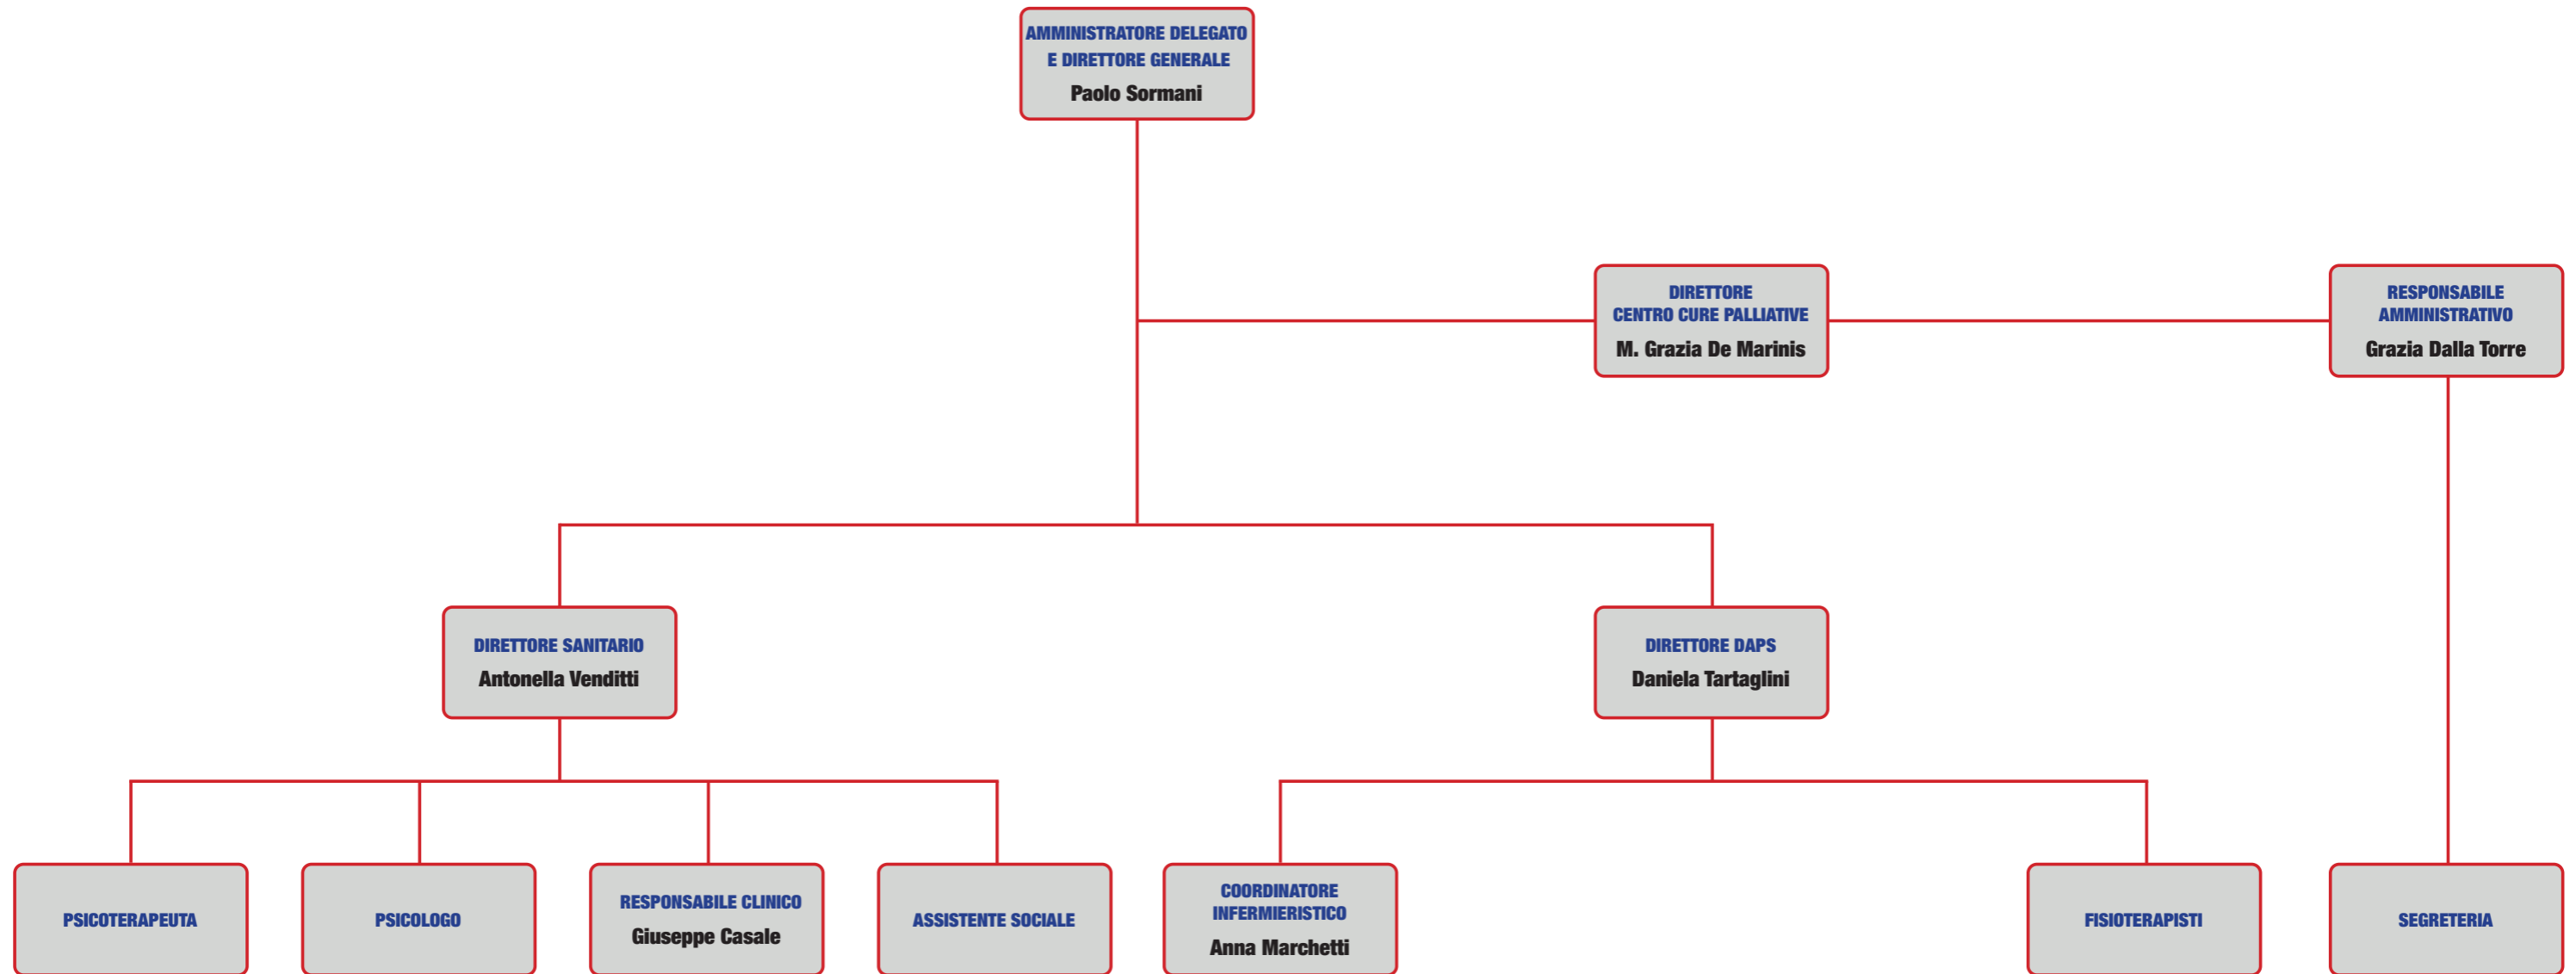 AMMINISTRATORE DELEGATO
E DIRETTORE GENERALE
Paolo Sormani
DIRETTORE
CENTRO CURE PALLIATIVE
M. Grazia De Marinis
RESPONSABILE
AMMINISTRATIVO
Grazia Dalla Torre
DIRETTORE SANITARIO
Antonella Venditti
DIRETTORE DAPS
Daniela Tartaglini
PSICOTERAPEUTA
PSICOLOGO
RESPONSABILE CLINICO
Giuseppe Casale
ASSISTENTE SOCIALE
COORDINATORE
INFERMIERISTICO
Anna Marchetti
FISIOTERAPISTI
SEGRETERIA